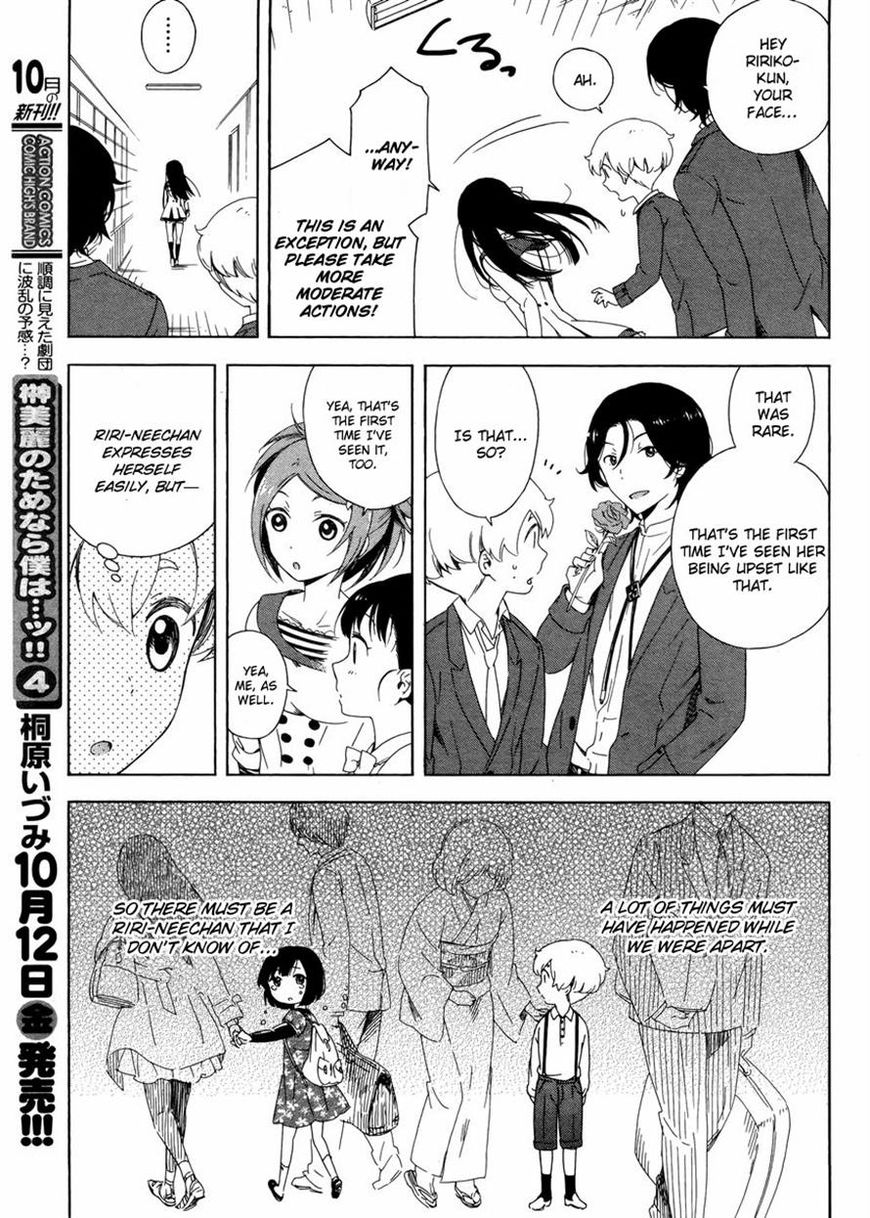 HEY
RIRIKO-
KUN,
YOUR
FACE...
AH.
くる。
...ANY-
WAY!
THIS IS AN
EXCEPTION, BUT
PLEASE TAKE
MORE
MODERATE
ACTIONS!
......
THAT
WAS
RARE.
THAT'S THE FIRST
TIME I'VE SEEN HER
BEING UPSET LIKE
THAT.
IS THAT...
SO?
YEA, THAT'S
THE FIRST
TIME I'VE
SEEN IT,
TOO.
YEA,
ME, AS
WELL.
RIRI-NEECHAN
EXPRESSES
HERSELF
EASILY, BUT—
A LOT OF THINGS MUST
HAVE HAPPENED WHILE
WE WERE APART.
SO THERE MUST BE A
RIRI-NEECHAN THAT I
DON'T KNOW OF...
10月の新刊!!
ACTION COMICS
COMIC HIGH'S BRAND
順調に見えた劇団
に波乱の予感…?
榊美麗のためなら僕は…ッ!! 4
桐原いづみ
10月12日金発売!!!